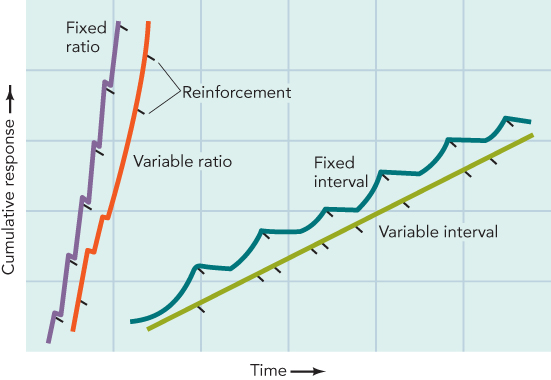 Fixed
ratio
Reinforcement
Variable ratio
Fixed
interval
Variable interval
Cumulative response
Time